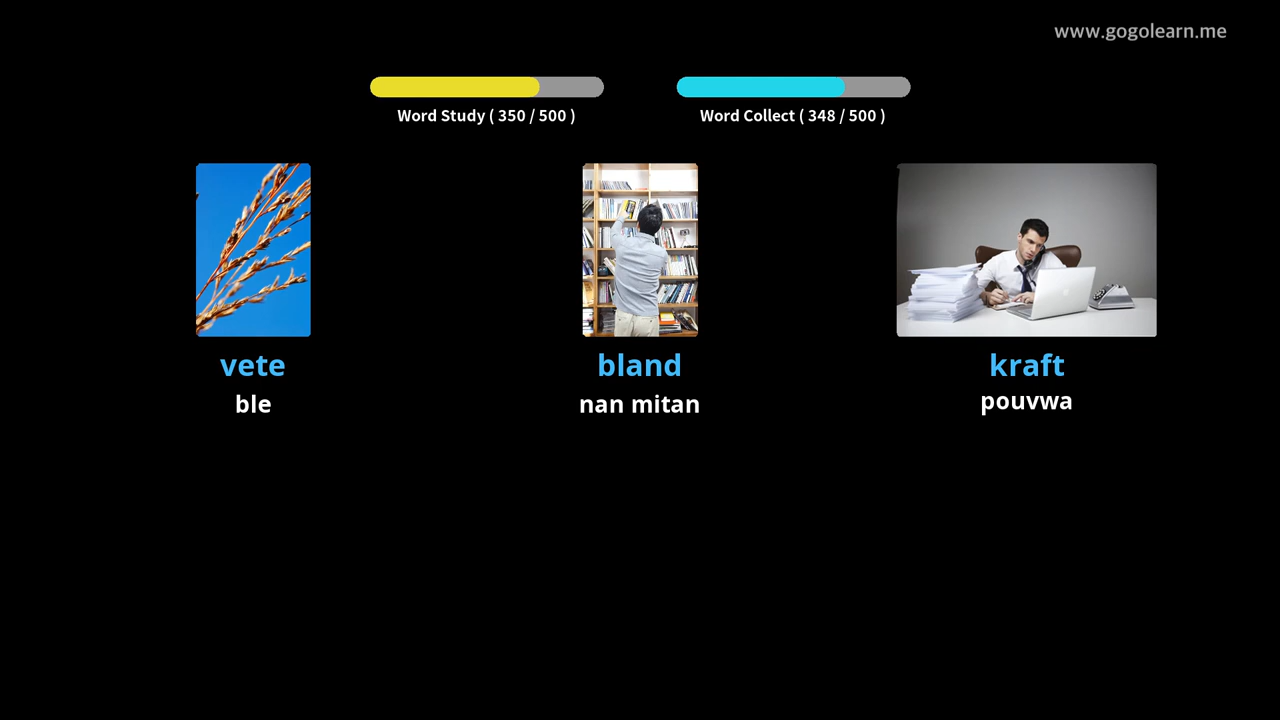 www.gogolearn.me
Word Study ( 350 / 500 )
Word Collect ( 348 / 500 )
vete
ble
bland
nan mitan
kraft
pouvwa